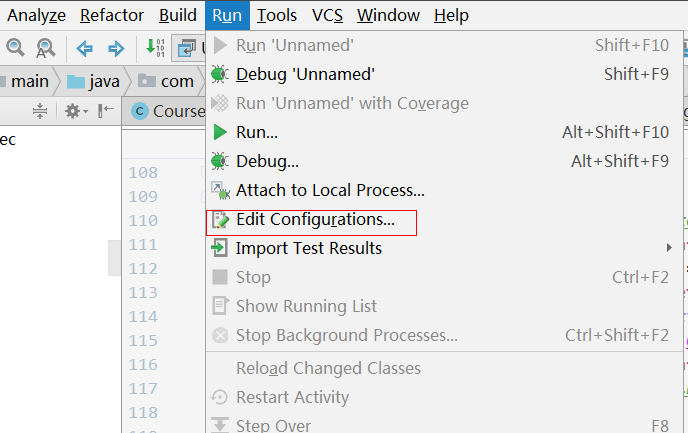 Analyze Refactor Build Run Tools VCS Window Help
main java com
Course
ec
Run 'Unnamed' Shift+F10
Debug 'Unnamed' Shift+F9
Run 'Unnamed' with Coverage
Run... Alt+Shift+F10
Debug... Alt+Shift+F9
Attach to Local Process...
Edit Configurations...
Import Test Results
Stop Ctrl+F2
Show Running List
Stop Background Processes... Ctrl+Shift+F2
Reload Changed Classes
Restart Activity
Step Over F8
108
109
110
111
112
113
114
115
116
117
118